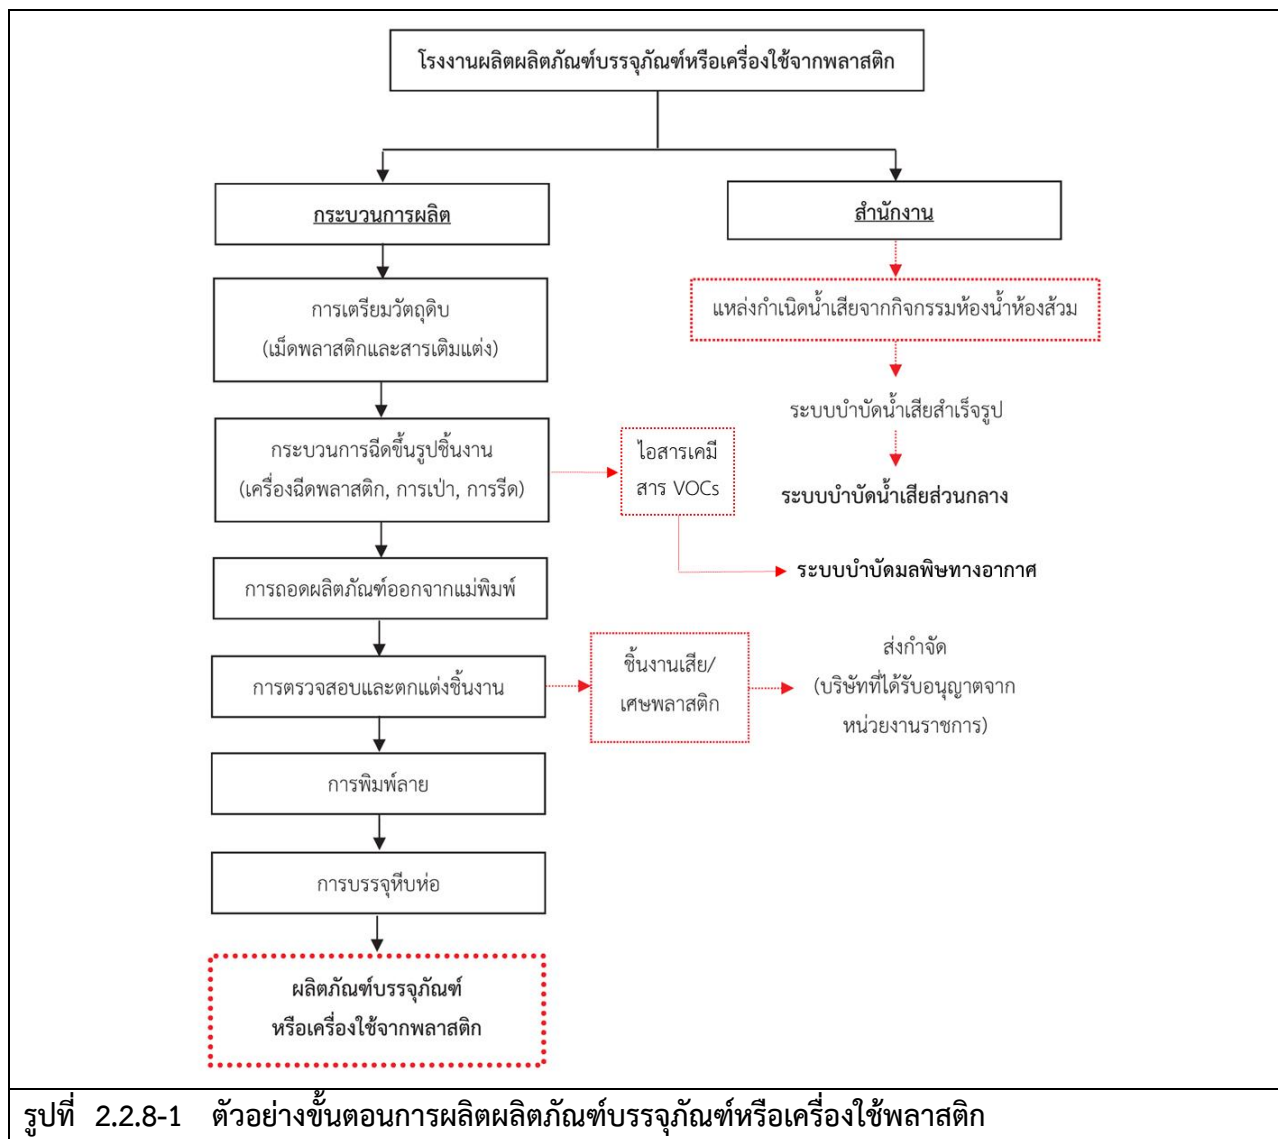 โรงงานผลิตผลิตภัณฑ์บรรจุภัณฑ์หรือเครื่องใช้จากพลาสติก
กระบวนการผลิต
สำนักงาน
การเตรียมวัตถุดิบ
(เม็ดพลาสติกและสารเติมแต่ง)
แหล่งกำเนิดน้ำเสียจากกิจกรรมห้องน้ำห้องส้วม
ระบบบำบัดน้ำเสียสำเร็จรูป
ระบบบำบัดน้ำเสียส่วนกลาง
กระบวนการฉีดขึ้นรูปชิ้นงาน
(เครื่องฉีดพลาสติก, การเป่า, การรีด)
ไอสารเคมี
สาร VOCs
ระบบบำบัดมลพิษทางอากาศ
การถอดผลิตภัณฑ์ออกจากแม่พิมพ์
การตรวจสอบและตกแต่งชิ้นงาน
ชิ้นงานเสีย/
เศษพลาสติก
ส่งกำจัด
(บริษัทที่ได้รับอนุญาตจาก
หน่วยงานราชการ)
การพิมพ์ลาย
การบรรจุหีบห่อ
ผลิตภัณฑ์บรรจุภัณฑ์
หรือเครื่องใช้จากพลาสติก
รูปที่ 2.2.8-1 ตัวอย่างขั้นตอนการผลิตผลิตภัณฑ์บรรจุภัณฑ์หรือเครื่องใช้พลาสติก